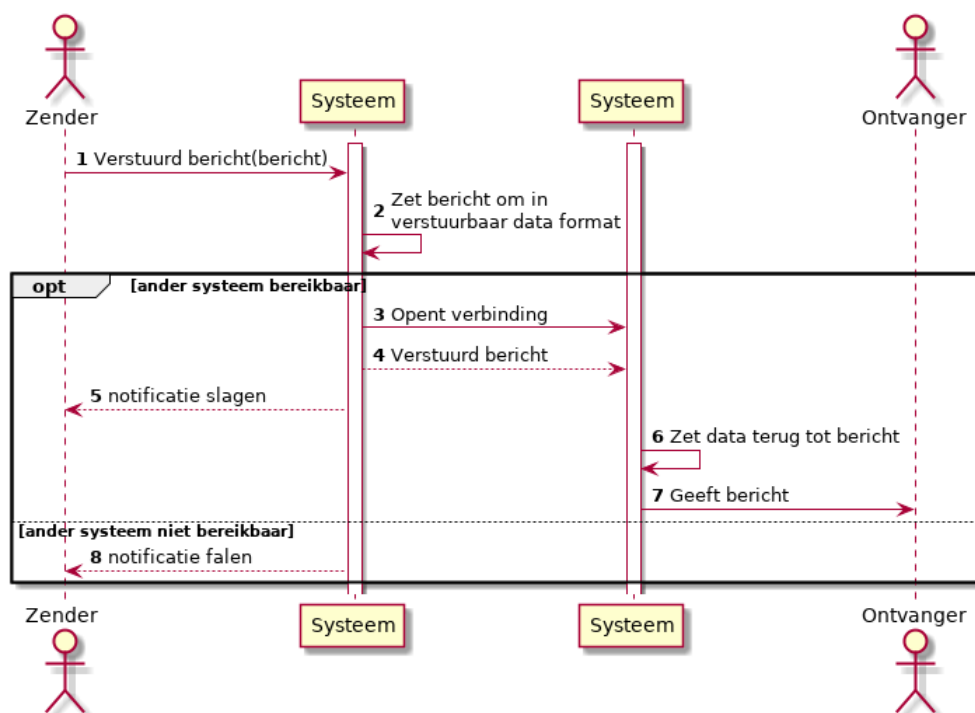 Zender
Systeem
Systeem
Ontvanger
1 Verstuurd bericht(bericht)
2 Zet bericht om in
verstuurbaar data format
opt [ander systeem bereikbaar]
3 Opent verbinding
4 Verstuurd bericht
5 notificatie slagen
6 Zet data terug tot bericht
7 Geeft bericht
[ander systeem niet bereikbaar]
8 notificatie falen
Zender
Systeem
Systeem
Ontvanger